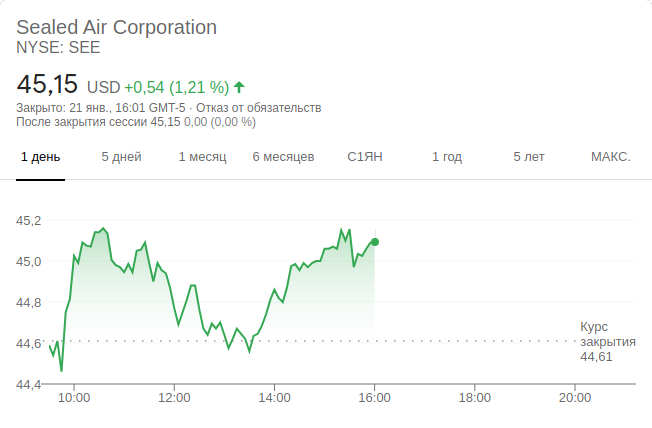 Sealed Air Corporation
NYSE: SEE
45,15 USD +0,54 (1,21 %)
Закрыто: 21 янв., 16:01 GMT-5 · Отказ от обязательств
После закрытия сессии 45,15 0,00 (0,00 %)
1 день 5 дней 1 месяц 6 месяцев С1ЯН 1 год 5 лет МАКС.
45,2
45,0
44,8
44,6
44,4
Курс
закрытия
44,61
10:00 12:00 14:00 16:00 18:00 20:00